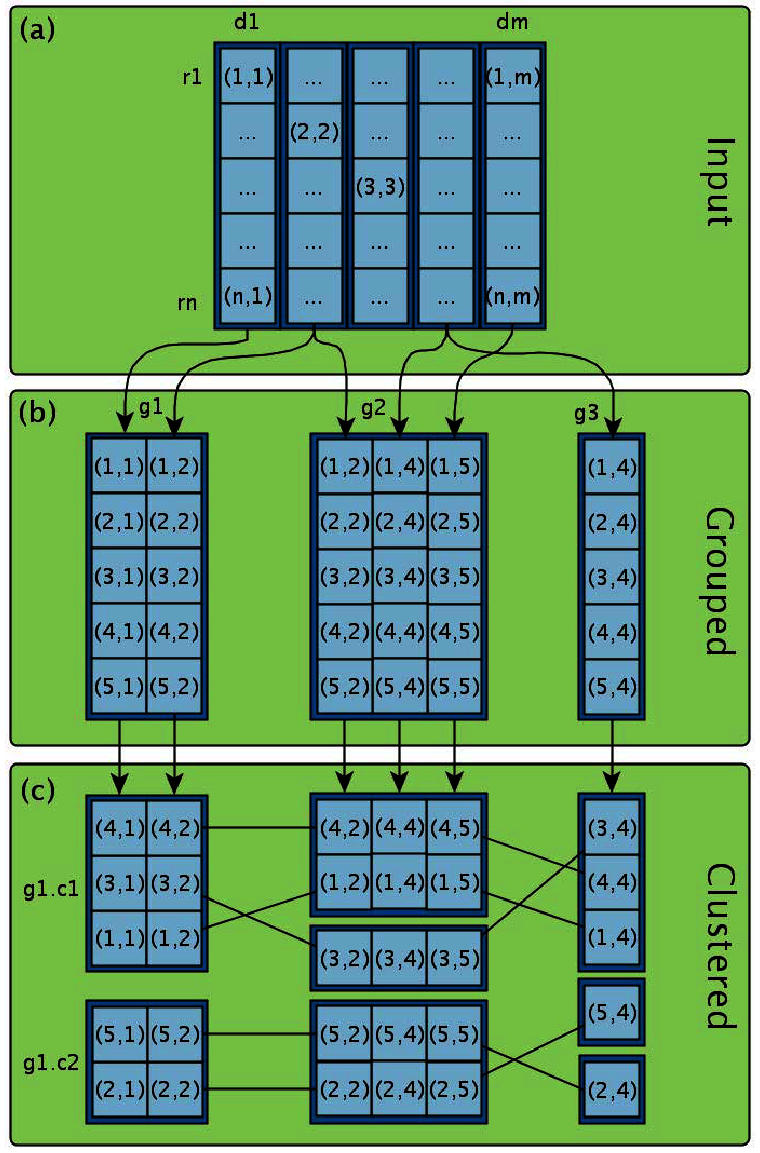 (a)
d1 dm
r1 (1,1) ... ... ... (1,m)
... (2,2) ... ... ...
... ... (3,3) ... ...
... ... ... ... ...
rn (n,1) ... ... ... (n,m)
Input
(b) g1 g2 g3
(1,1) (1,2) (1,2) (1,4) (1,5) (1,4)
(2,1) (2,2) (2,2) (2,4) (2,5) (2,4)
(3,1) (3,2) (3,2) (3,4) (3,5) (3,4)
(4,1) (4,2) (4,2) (4,4) (4,5) (4,4)
(5,1) (5,2) (5,2) (5,4) (5,5) (5,4)
Grouped
(c)
(4,1) (4,2) (4,2) (4,4) (4,5) (3,4)
g1.c1 (3,1) (3,2) (1,2) (1,4) (1,5) (4,4)
(1,1) (1,2) (3,2) (3,4) (3,5) (1,4)
(5,1) (5,2) (5,2) (5,4) (5,5) (5,4)
g1.c2
(2,1) (2,2) (2,2) (2,4) (2,5) (2,4)
Clustered